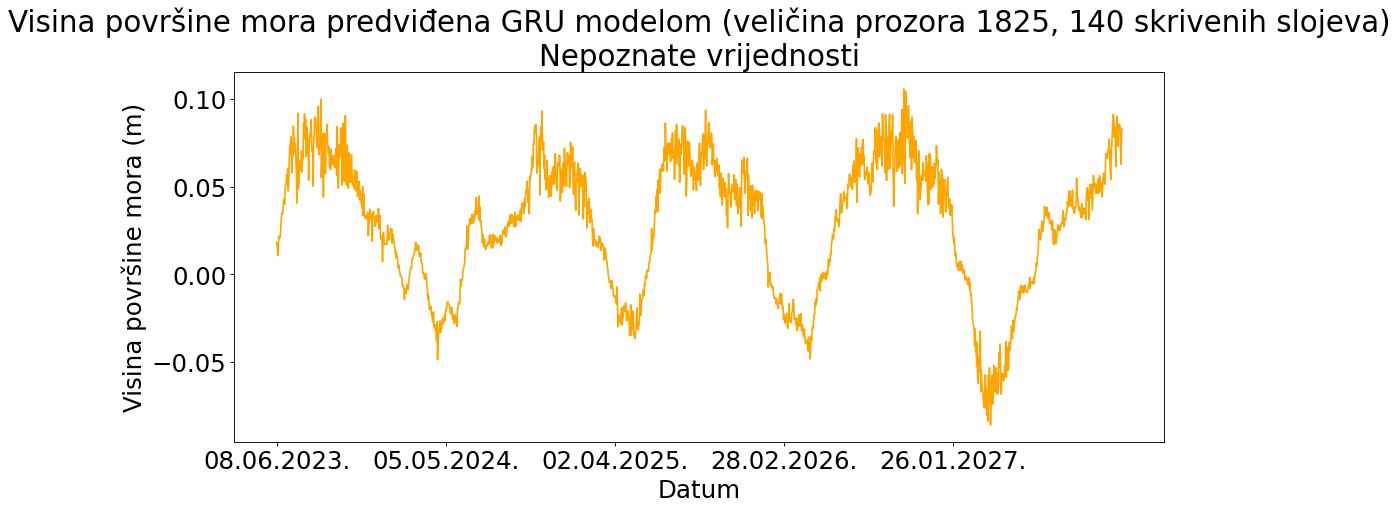 Visina površine mora predviđena GRU modelom (veličina prozora 1825, 140 skrivenih slojeva)
Nepoznate vrijednosti
Visina površine mora (m)
0.10
0.05
0.00
−0.05
08.06.2023. 05.05.2024. 02.04.2025. 28.02.2026. 26.01.2027.
Datum